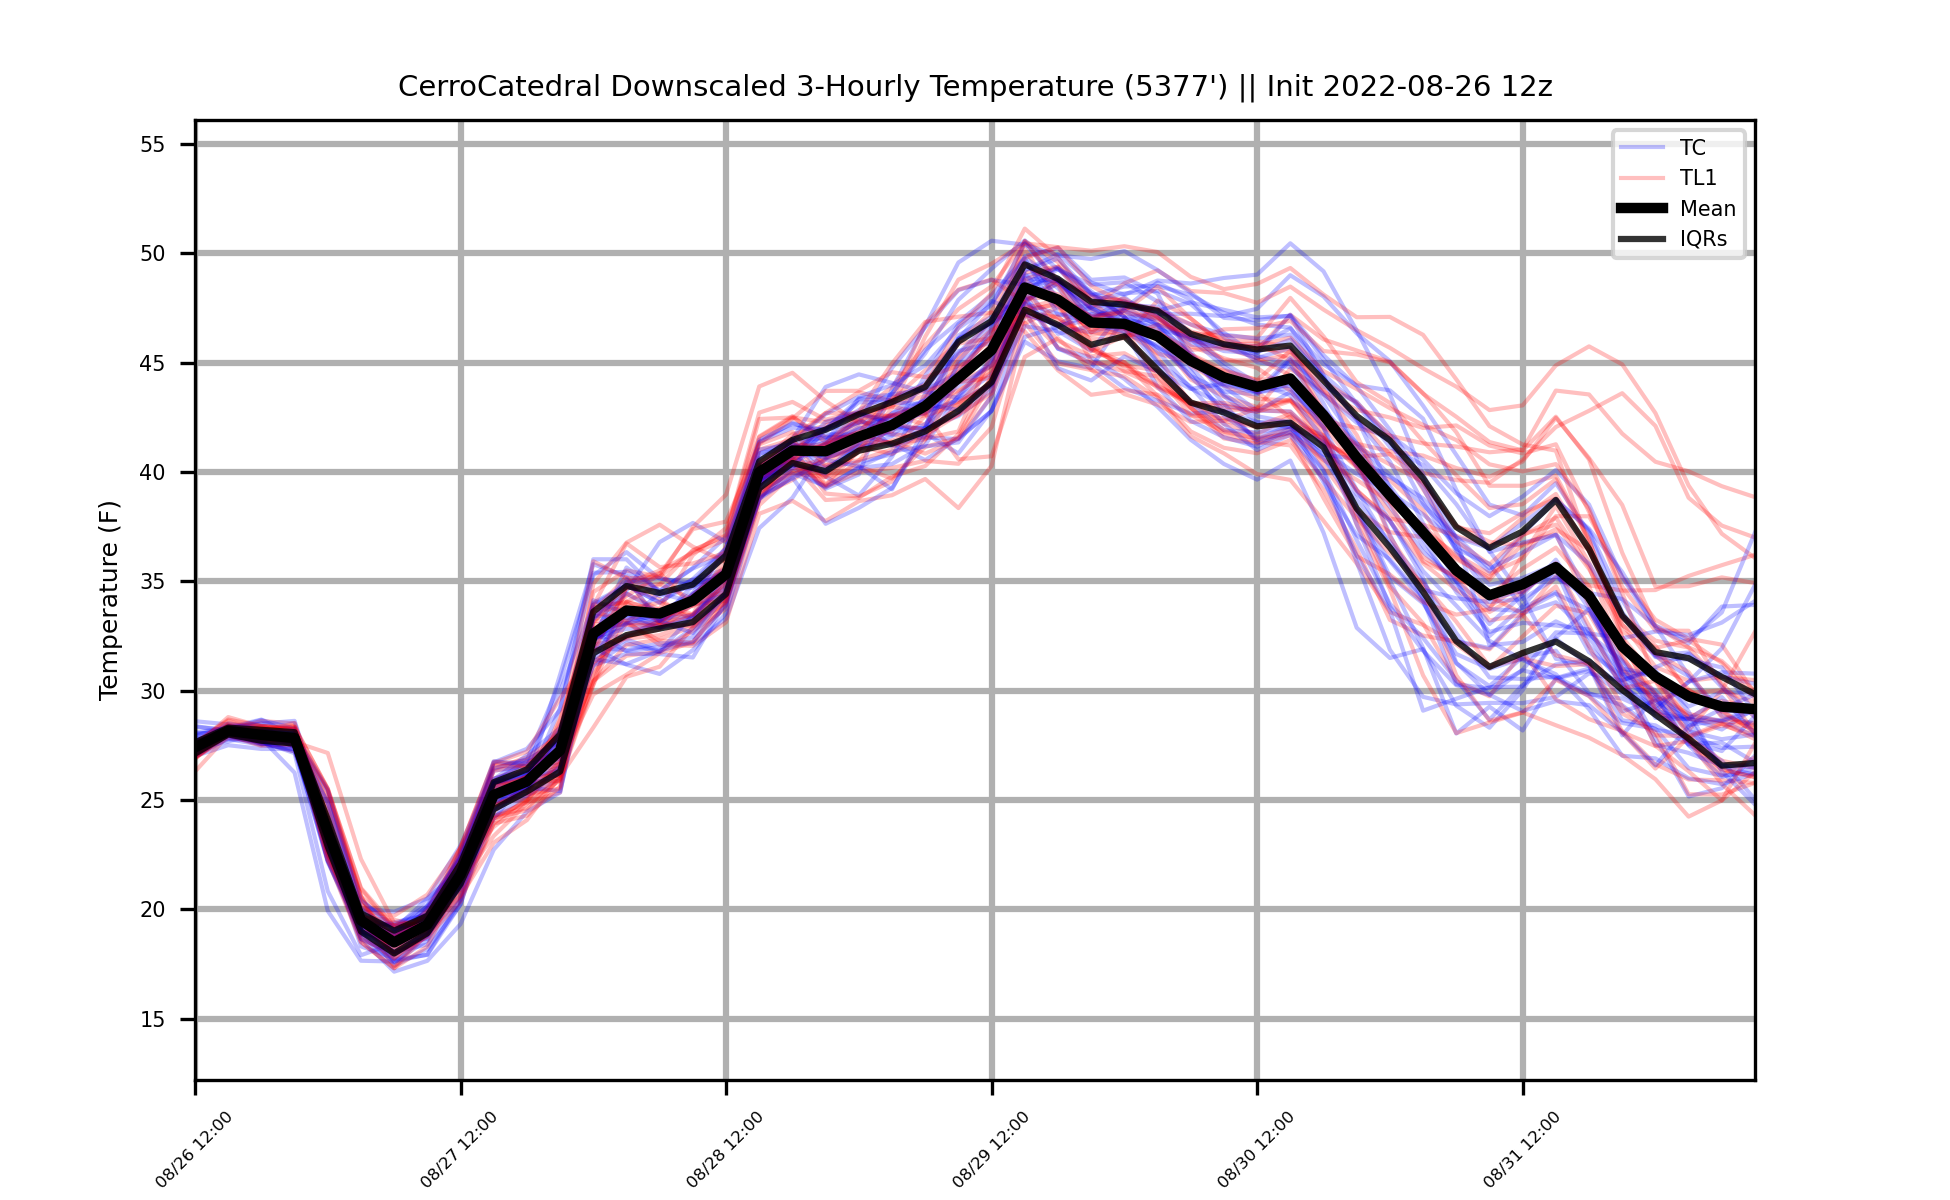 CerroCatedral Downscaled 3-Hourly Temperature (5377') || Init 2022-08-26 12z
TC
TL1
Mean
IQRs
Temperature (F)
55
50
45
40
35
30
25
20
15
08/26 12:00
08/27 12:00
08/28 12:00
08/29 12:00
08/30 12:00
08/31 12:00